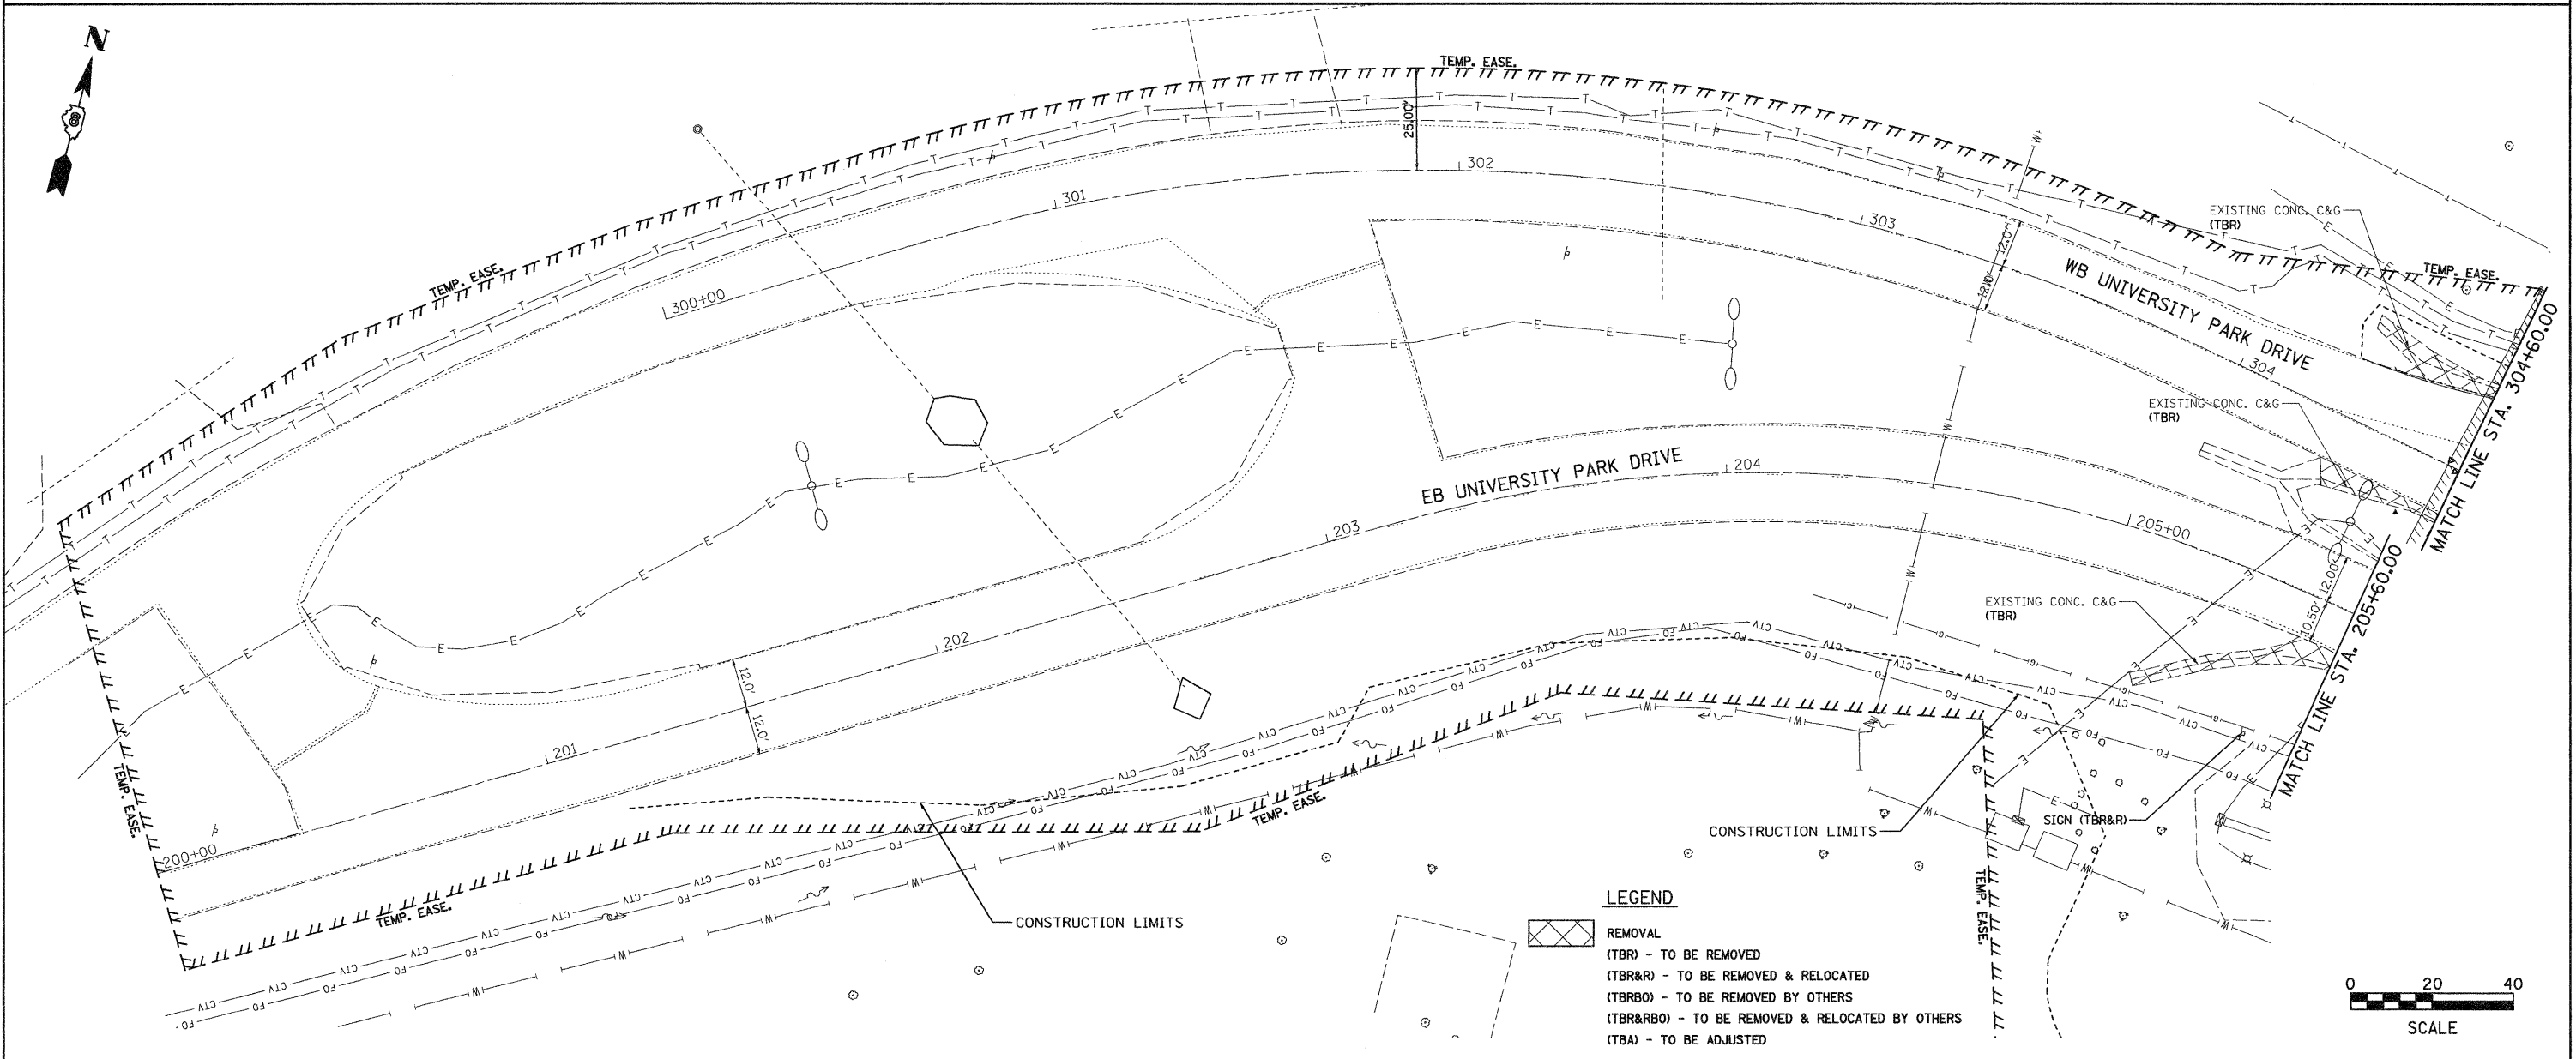 N
8
TEMP. EASE.
25.00'
302
301
303
300+00
TEMP. EASE.
EXISTING CONC. C&G
(TBR)
TEMP. EASE.
12.0'
12.0'
WB UNIVERSITY PARK DRIVE
304
MATCH LINE STA. 304+60.00
EXISTING CONC. C&G
(TBR)
EB UNIVERSITY PARK DRIVE
204
203
205+00
12.00'
10.50'
MATCH LINE STA. 205+60.00
EXISTING CONC. C&G
(TBR)
202
12.0'
12.0'
201
200+00
TEMP. EASE.
TEMP. EASE.
TEMP. EASE.
CONSTRUCTION LIMITS
CONSTRUCTION LIMITS
SIGN (TBR&R)
TEMP. EASE.
LEGEND
REMOVAL
(TBR) - TO BE REMOVED
(TBR&R) - TO BE REMOVED & RELOCATED
(TBRBO) - TO BE REMOVED BY OTHERS
(TBR&RBO) - TO BE REMOVED & RELOCATED BY OTHERS
(TBA) - TO BE ADJUSTED
0 20 40
SCALE